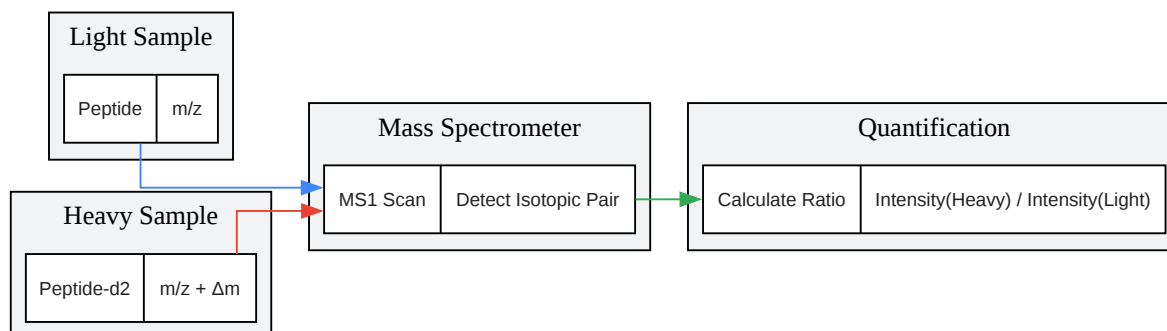 Light Sample
Peptide
m/z
Heavy Sample
Peptide-d2
m/z + Δm
Mass Spectrometer
MS1 Scan
Detect Isotopic Pair
Quantification
Calculate Ratio
Intensity(Heavy) / Intensity(Light)